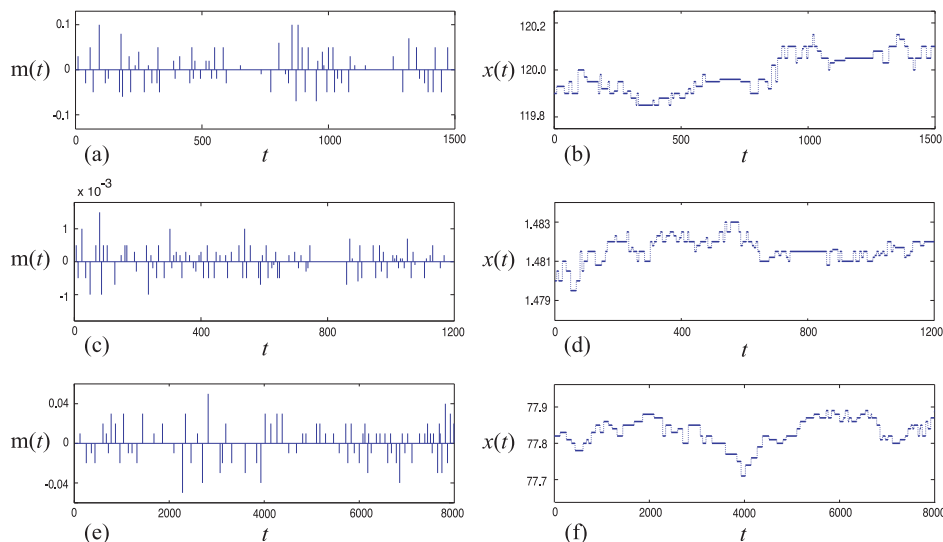 0.1
m(t)
0
-0.1
0
500
1000
1500
(a)
t
120.2
x(t)
120.0
119.8
0
500
1000
1500
(b)
t
x 10⁻³
1
m(t)
0
-1
0
400
800
1200
(c)
t
1.483
x(t)
1.481
1.479
0
400
800
1200
(d)
t
0.04
m(t)
0
-0.04
0
2000
4000
6000
8000
(e)
t
77.9
x(t)
77.8
77.7
0
2000
4000
6000
8000
(f)
t